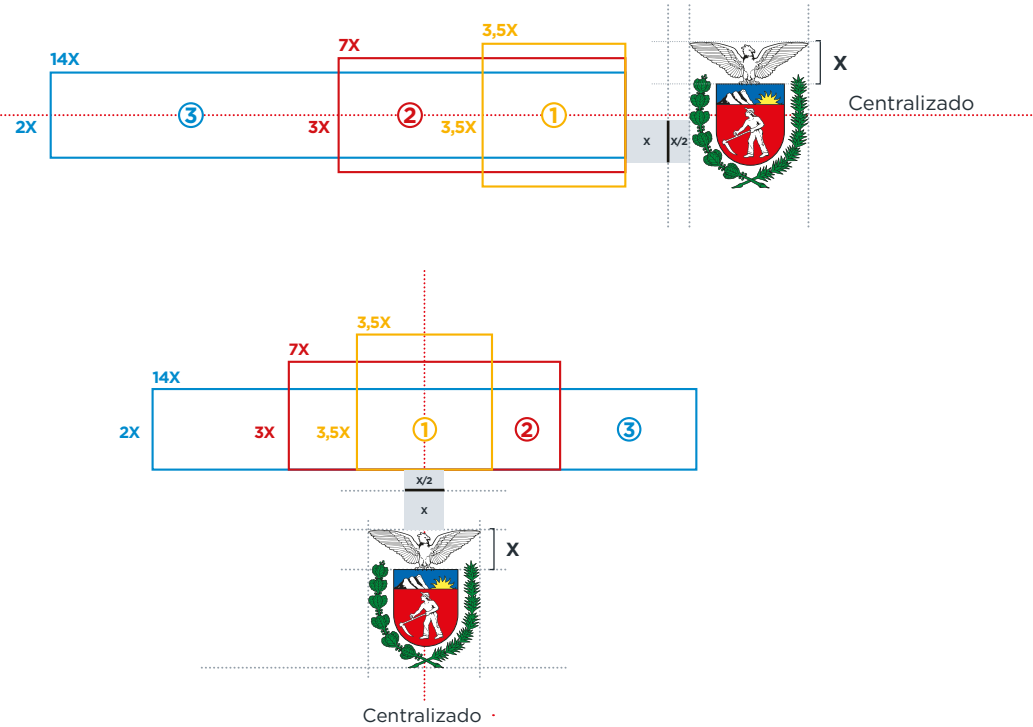 3,5X
7X
14X
X
Centralizado
3
2
1
2X
3X
3,5X
X
X/2
3,5X
7X
14X
2X
3X
3,5X
1
2
3
X/2
X
X
Centralizado